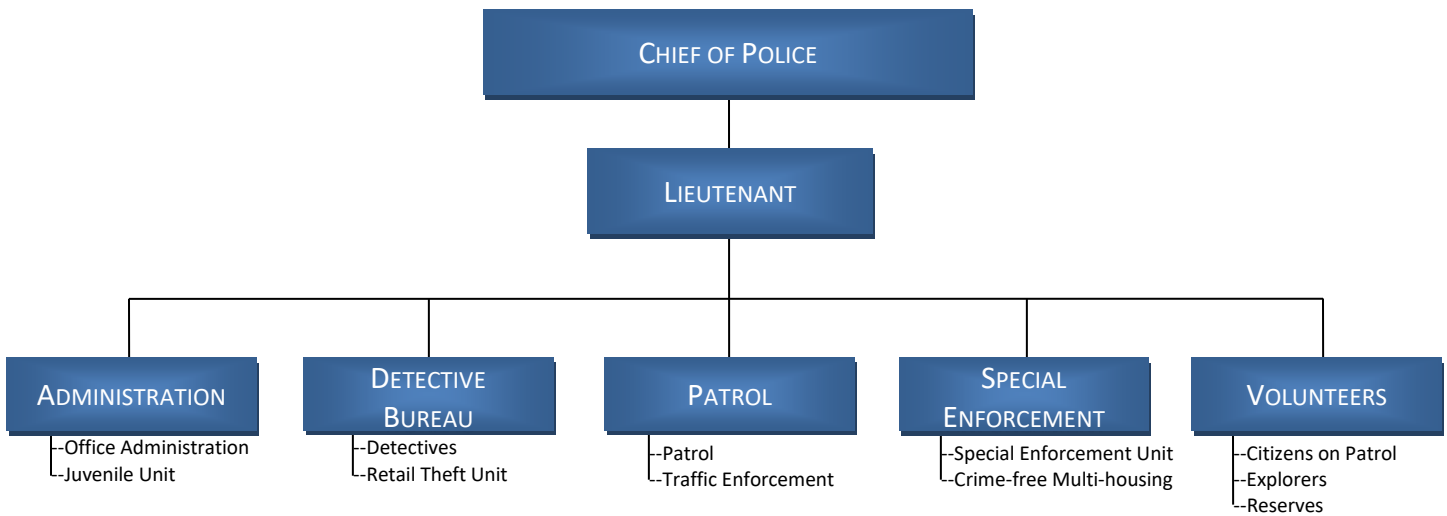 CHIEF OF POLICE
LIEUTENANT
ADMINISTRATION
--Office Administration
--Juvenile Unit
DETECTIVE
BUREAU
--Detectives
--Retail Theft Unit
PATROL
--Patrol
--Traffic Enforcement
SPECIAL
ENFORCEMENT
--Special Enforcement Unit
--Crime-free Multi-housing
VOLUNTEERS
--Citizens on Patrol
--Explorers
--Reserves